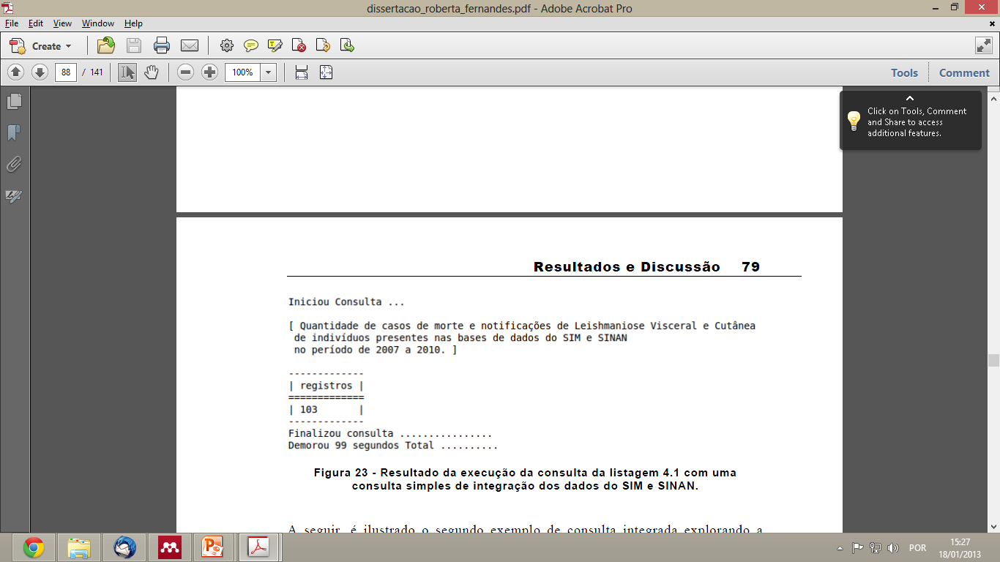 dissertacao_roberta_fernandes.pdf - Adobe Acrobat Pro
File Edit View Window Help
Create
88 / 141
100%
Tools Comment
Click on Tools, Comment
and Share to access
additional features.
Resultados e Discussão 79
Iniciou Consulta ...
[ Quantidade de casos de morte e notificações de Leishmaniose Visceral e Cutânea
de indivíduos presentes nas bases de dados do SIM e SINAN
no período de 2007 a 2010. ]
-------------
| registros |
=============
| 103       |
-------------
Finalizou consulta ................
Demorou 99 segundos Total ..........
Figura 23 - Resultado da execução da consulta da listagem 4.1 com uma
consulta simples de integração dos dados do SIM e SINAN.
A seguir, é ilustrado o segundo exemplo de consulta integrada explorando a
POR
15:27
18/01/2013